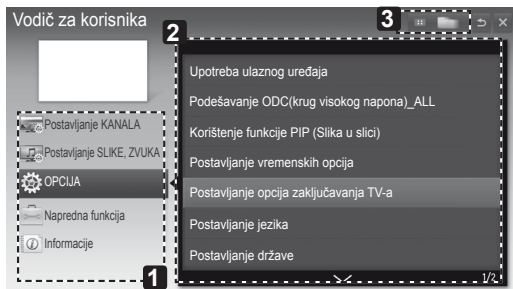 Vodič za korisnika
3
2
Upotreba ulaznog uređaja
Podešavanje ODC(krug visokog napona)_ALL
Korištenje funkcije PIP (Slika u slici)
Postavljanje vremenskih opcija
Postavljanje opcija zaključavanja TV-a
Postavljanje jezika
Postavljanje države
1/2
Postavljanje KANALA
Postavljanje SLIKE, ZVUKA
OPCIJA
Napredna funkcija
Informacije
1